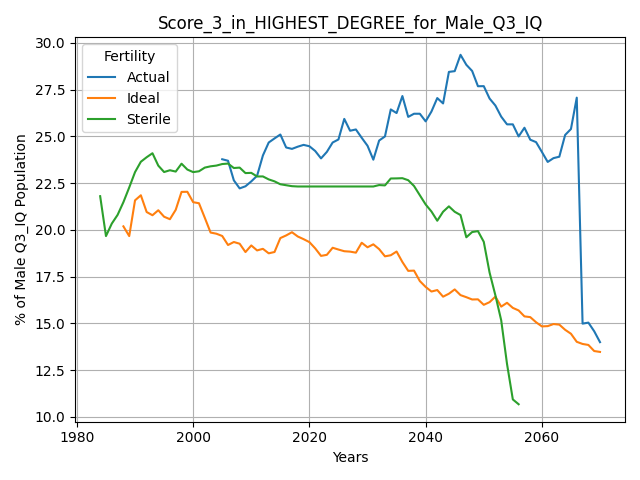 Score_3_in_HIGHEST_DEGREE_for_Male_Q3_IQ
% of Male Q3_IQ Population
30.0
27.5
25.0
22.5
20.0
17.5
15.0
12.5
10.0
Fertility
Actual
Ideal
Sterile
1980
2000
2020
2040
2060
Years